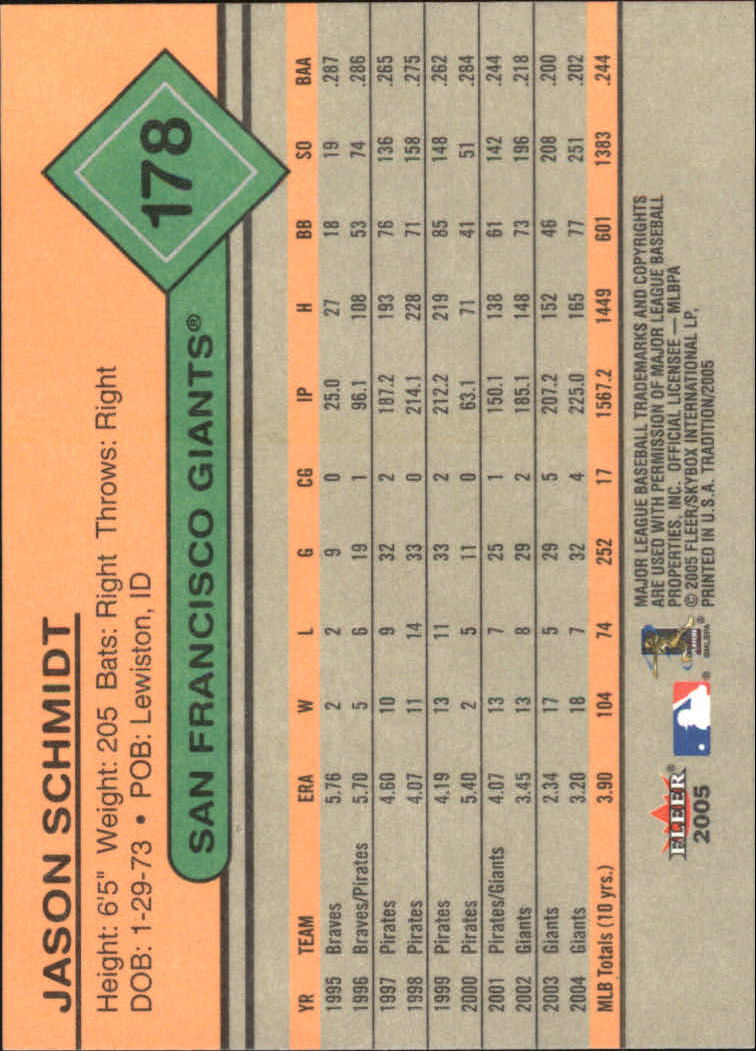 JASON SCHMIDT
178
Height: 6'5" Weight: 205 Bats: Right Throws: Right
DOB: 1-29-73 • POB: Lewiston, ID
SAN FRANCISCO GIANTS®
YR TEAM ERA W L G CG IP H BB SO BAA
1995 Braves 5.76 2 2 9 0 25.0 27 18 19 .287
1996 Braves/Pirates 5.70 5 6 19 1 96.1 108 53 74 .286
1997 Pirates 4.60 10 9 32 2 187.2 193 76 136 .265
1998 Pirates 4.07 11 14 33 0 214.1 228 71 158 .275
1999 Pirates 4.19 13 11 33 2 212.2 219 85 148 .262
2000 Pirates 5.40 2 5 11 0 63.1 71 41 51 .284
2001 Pirates/Giants 4.07 13 7 25 1 150.1 138 61 142 .244
2002 Giants 3.45 13 8 29 2 185.1 148 73 196 .218
2003 Giants 2.34 17 5 29 5 207.2 152 46 208 .200
2004 Giants 3.20 18 7 32 4 225.0 165 77 251 .202
MLB Totals (10 yrs.) 3.90 104 74 252 17 1567.2 1449 601 1383 .244
FLEER®
2005
®
®
©MLBPA
MAJOR LEAGUE BASEBALL TRADEMARKS AND COPYRIGHTS
ARE USED WITH PERMISSION OF MAJOR LEAGUE BASEBALL
PROPERTIES, INC. OFFICIAL LICENSEE — MLBPA
© 2005 FLEER/SKYBOX INTERNATIONAL LP,
PRINTED IN U.S.A. TRADITION/2005